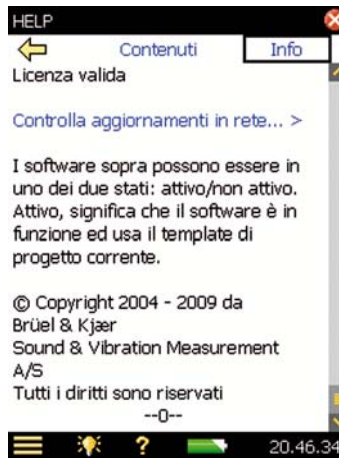 HELP
Contenuti
Info
Licenza valida
Controlla aggiornamenti in rete... >
I software sopra possono essere in
uno dei due stati: attivo/non attivo.
Attivo, significa che il software è in
funzione ed usa il template di
progetto corrente.
© Copyright 2004 - 2009 da
Brüel & Kjær
Sound & Vibration Measurement
A/S
Tutti i diritti sono riservati
--0--
? 20.46.34